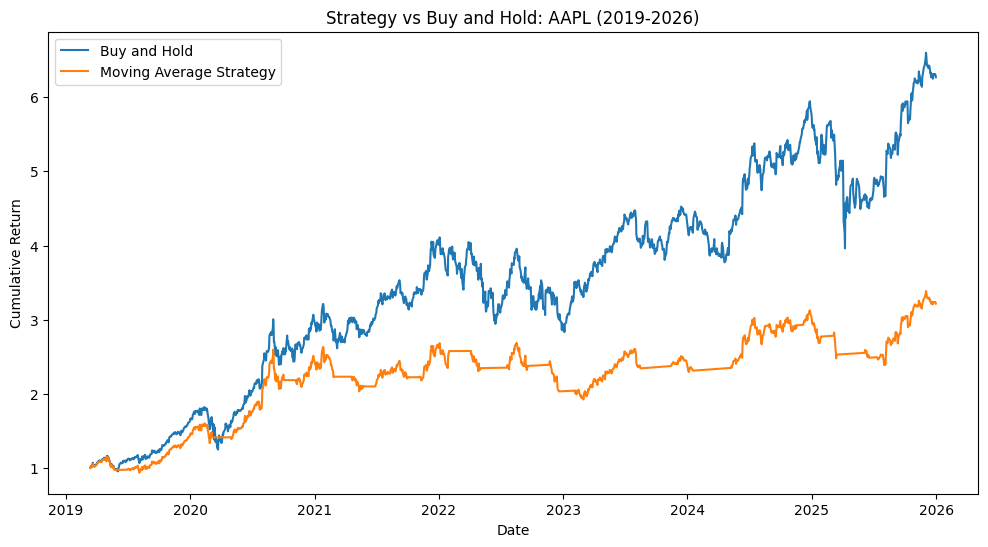 Strategy vs Buy and Hold: AAPL (2019-2026)
Buy and Hold
Moving Average Strategy
Cumulative Return
6
5
4
3
2
1
2019 2020 2021 2022 2023 2024 2025 2026
Date